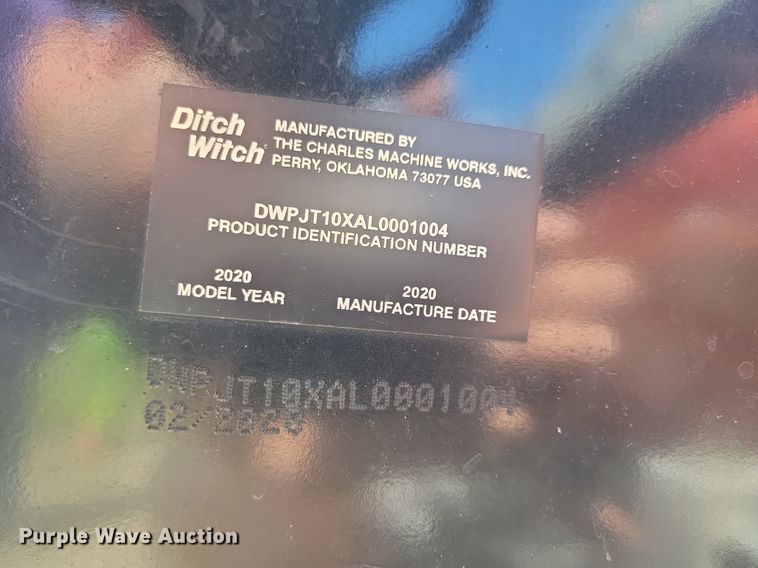 Ditch Witch
MANUFACTURED BY
THE CHARLES MACHINE WORKS, INC.
PERRY, OKLAHOMA 73077 USA
DWPJT10XAL0001004
PRODUCT IDENTIFICATION NUMBER
2020
MODEL YEAR
2020
MANUFACTURE DATE
DWPJT10XAL0001004
02/2020
Purple Wave Auction